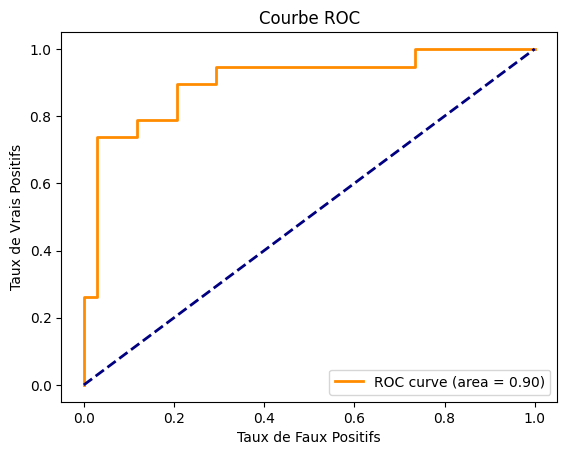 Courbe ROC
Taux de Vrais Positifs
1.0
0.8
0.6
0.4
0.2
0.0
ROC curve (area = 0.90)
0.0 0.2 0.4 0.6 0.8 1.0
Taux de Faux Positifs